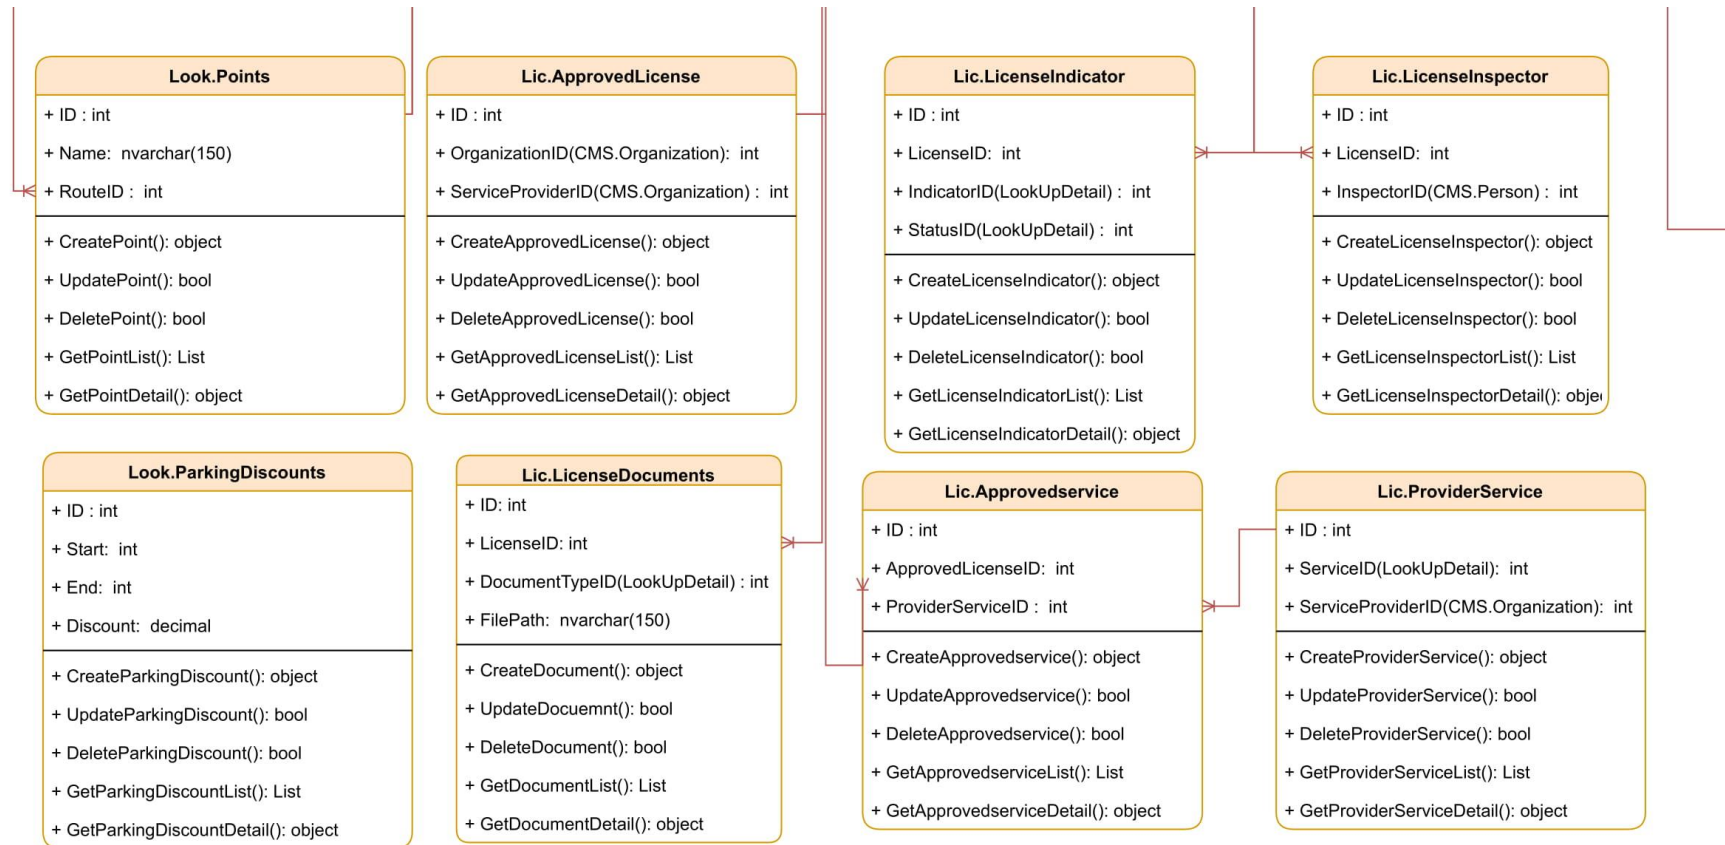 Look.Points
+ ID : int
+ Name: nvarchar(150)
+ RouteID : int
+ CreatePoint(): object
+ UpdatePoint(): bool
+ DeletePoint(): bool
+ GetPointList(): List
+ GetPointDetail(): object
Lic.ApprovedLicense
+ ID : int
+ OrganizationID(CMS.Organization): int
+ ServiceProviderID(CMS.Organization) : int
+ CreateApprovedLicense(): object
+ UpdateApprovedLicense(): bool
+ DeleteApprovedLicense(): bool
+ GetApprovedLicenseList(): List
+ GetApprovedLicenseDetail(): object
Lic.LicenseIndicator
+ ID : int
+ LicenseID: int
+ IndicatorID(LookUpDetail) : int
+ StatusID(LookUpDetail) : int
+ CreateLicenseIndicator(): object
+ UpdateLicenseIndicator(): bool
+ DeleteLicenseIndicator(): bool
+ GetLicenseIndicatorList(): List
+ GetLicenseIndicatorDetail(): object
Lic.LicenseInspector
+ ID : int
+ LicenseID: int
+ InspectorID(CMS.Person) : int
+ CreateLicenseInspector(): object
+ UpdateLicenseInspector(): bool
+ DeleteLicenseInspector(): bool
+ GetLicenseInspectorList(): List
+ GetLicenseInspectorDetail(): obje
Look.ParkingDiscounts
+ ID : int
+ Start: int
+ End: int
+ Discount: decimal
+ CreateParkingDiscount(): object
+ UpdateParkingDiscount(): bool
+ DeleteParkingDiscount(): bool
+ GetParkingDiscountList(): List
+ GetParkingDiscountDetail(): object
Lic.LicenseDocuments
+ ID: int
+ LicenseID: int
+ DocumentTypeID(LookUpDetail) : int
+ FilePath: nvarchar(150)
+ CreateDocument(): object
+ UpdateDocuemnt(): bool
+ DeleteDocument(): bool
+ GetDocumentList(): List
+ GetDocumentDetail(): object
Lic.Approvedservice
+ ID : int
+ ApprovedLicenseID: int
+ ProviderServiceID : int
+ CreateApprovedservice(): object
+ UpdateApprovedservice(): bool
+ DeleteApprovedservice(): bool
+ GetApprovedserviceList(): List
+ GetApprovedserviceDetail(): object
Lic.ProviderService
+ ID : int
+ ServiceID(LookUpDetail): int
+ ServiceProviderID(CMS.Organization): int
+ CreateProviderService(): object
+ UpdateProviderService(): bool
+ DeleteProviderService(): bool
+ GetProviderServiceList(): List
+ GetProviderServiceDetail(): object